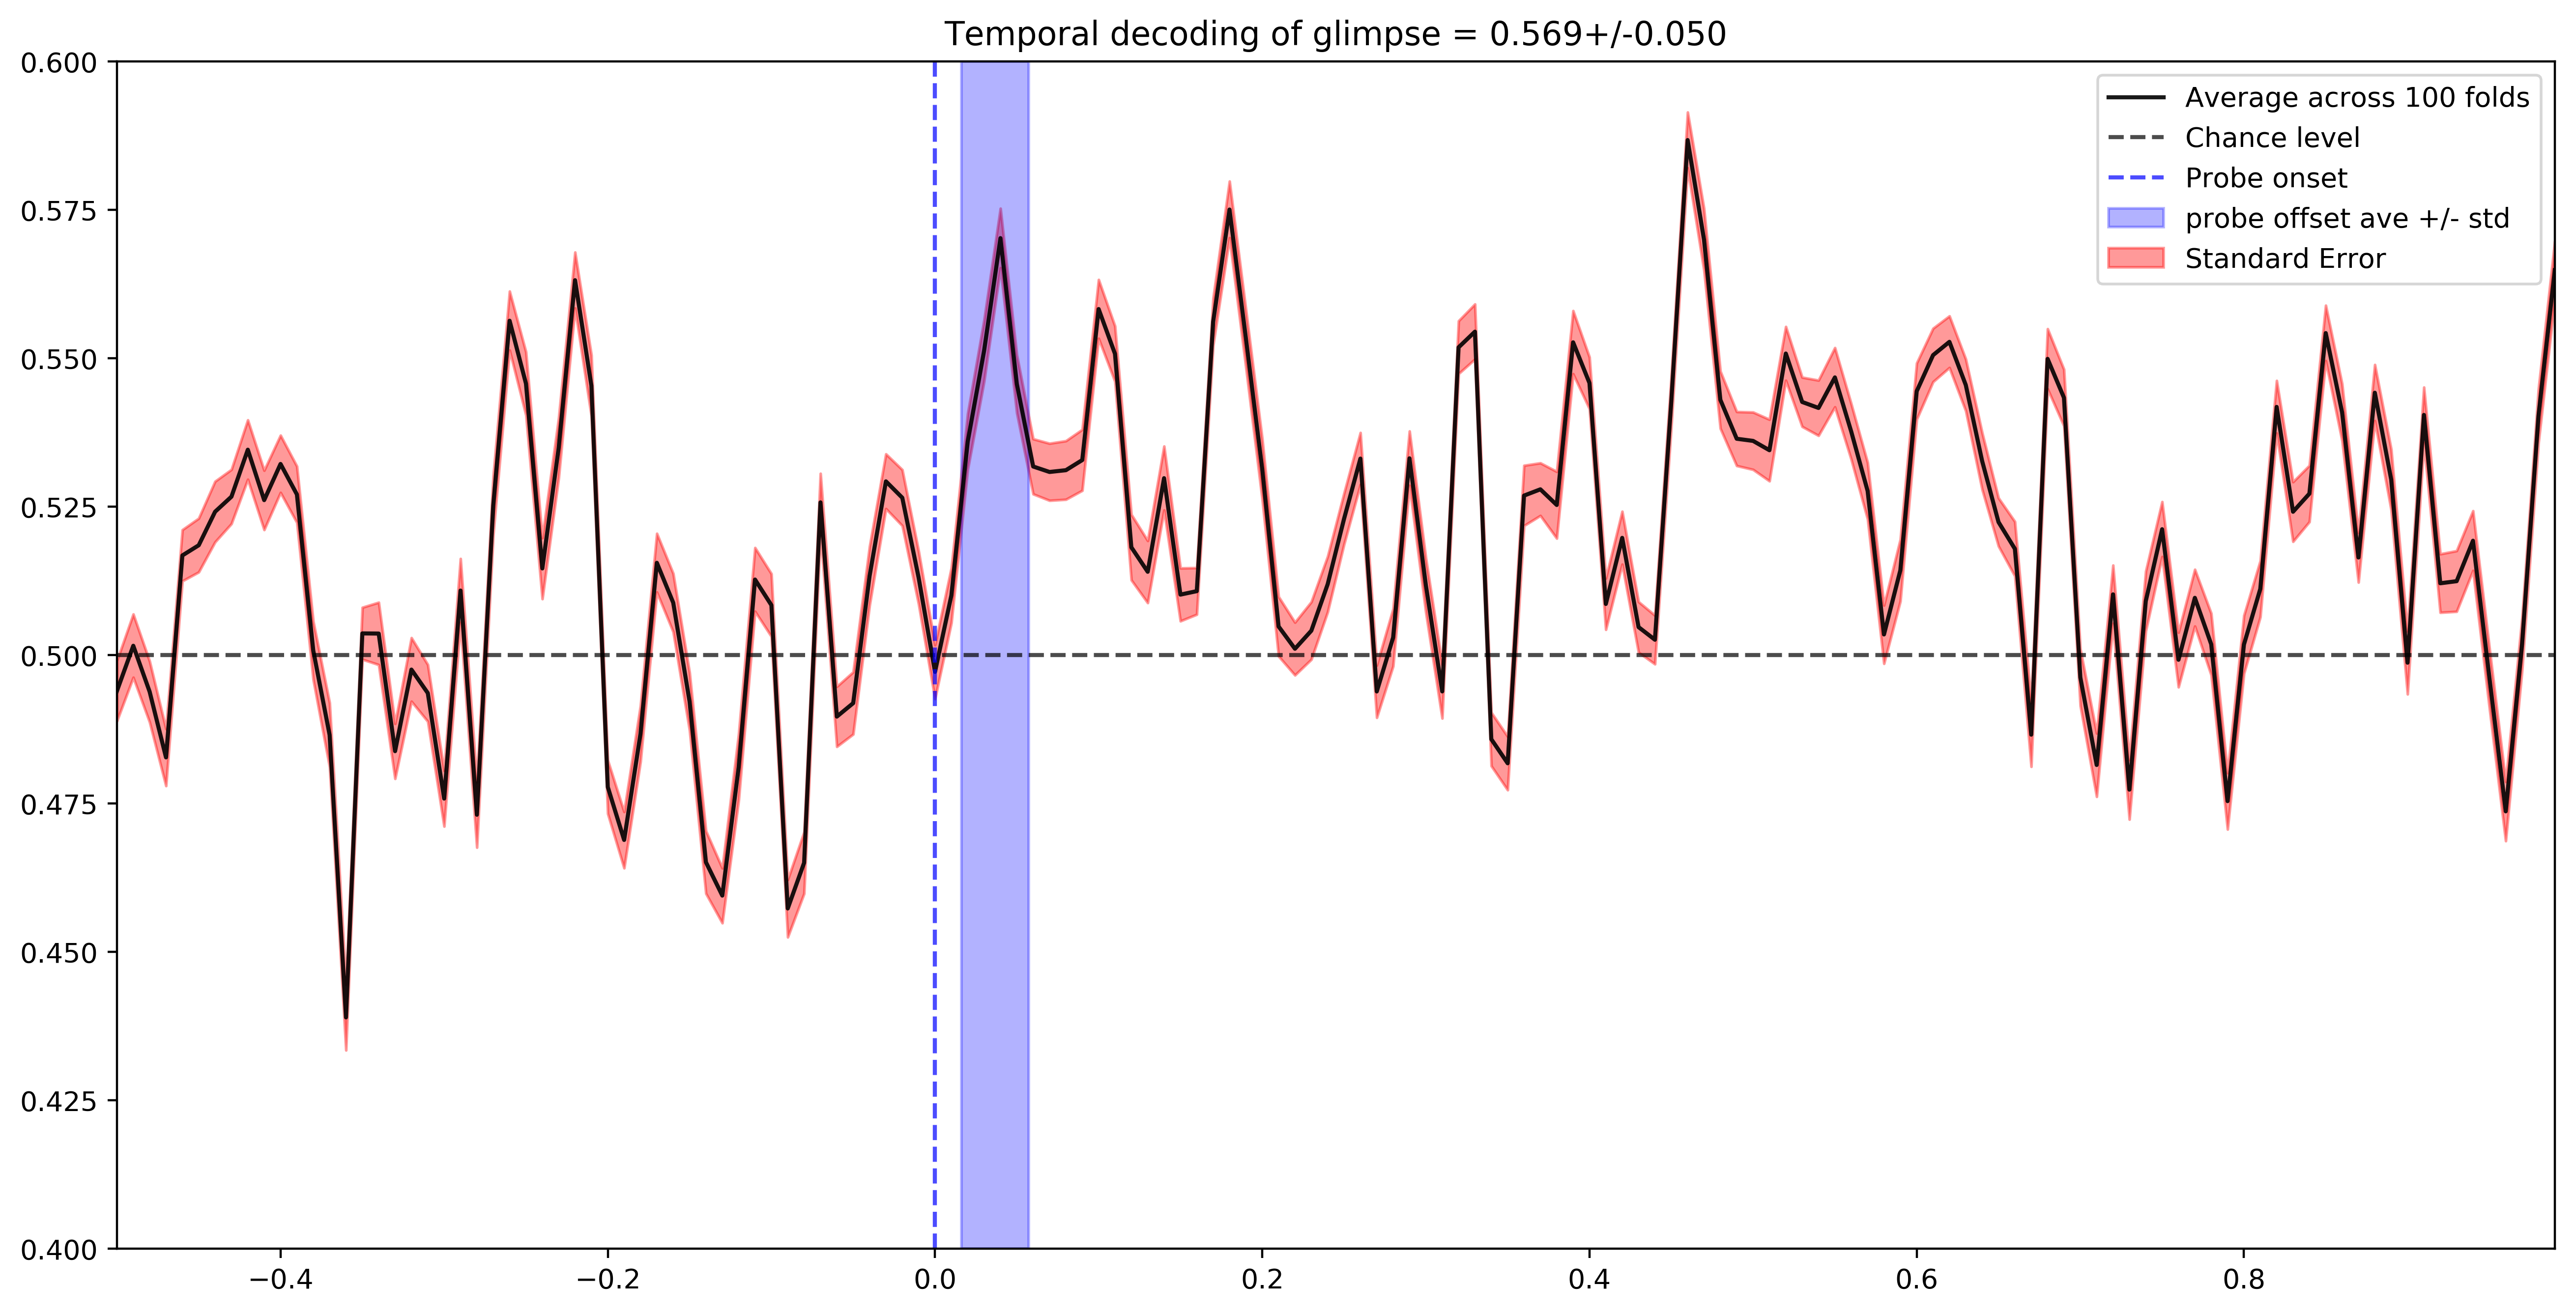 Temporal decoding of glimpse = 0.569+/-0.050
0.600
0.575
0.550
0.525
0.500
0.475
0.450
0.425
0.400
Average across 100 folds
Chance level
Probe onset
probe offset ave +/- std
Standard Error
−0.4 −0.2 0.0 0.2 0.4 0.6 0.8